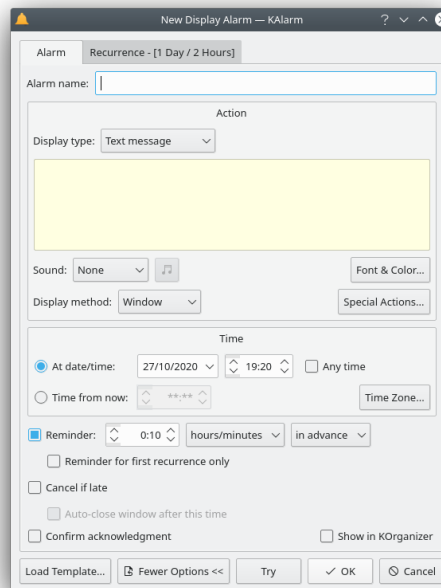 New Display Alarm — KAlarm
Alarm
Recurrence - [1 Day / 2 Hours]
Alarm name:
Action
Display type: Text message
Sound: None
Font & Color...
Display method: Window
Special Actions...
Time
At date/time: 27/10/2020 19:20 Any time
Time from now: **:** Time Zone...
Reminder: 0:10 hours/minutes in advance
Reminder for first recurrence only
Cancel if late
Auto-close window after this time
Confirm acknowledgment Show in KOrganizer
Load Template... Fewer Options << Try OK Cancel